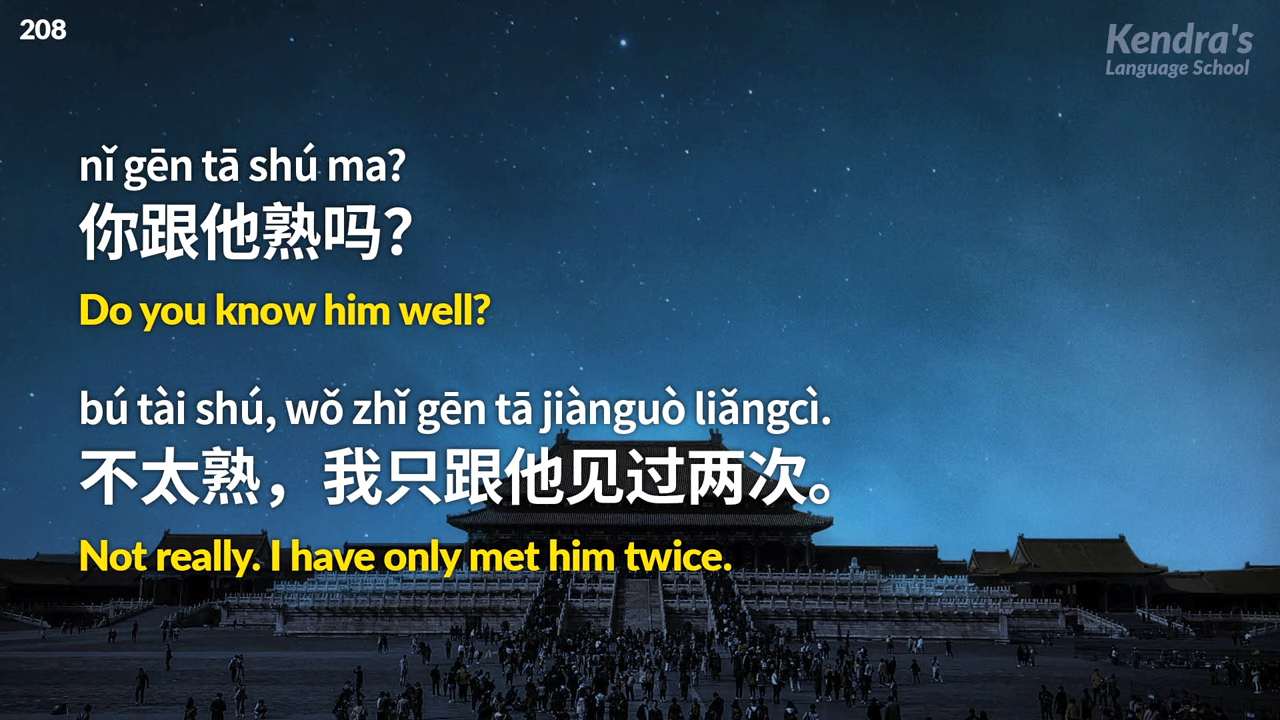 208
Kendra's
Language School
nǐ gēn tā shú ma?
你跟他熟吗？
Do you know him well?
bú tài shú, wǒ zhǐ gēn tā jiànguò liǎngcì.
不太熟，我只跟他见过两次。
Not really. I have only met him twice.